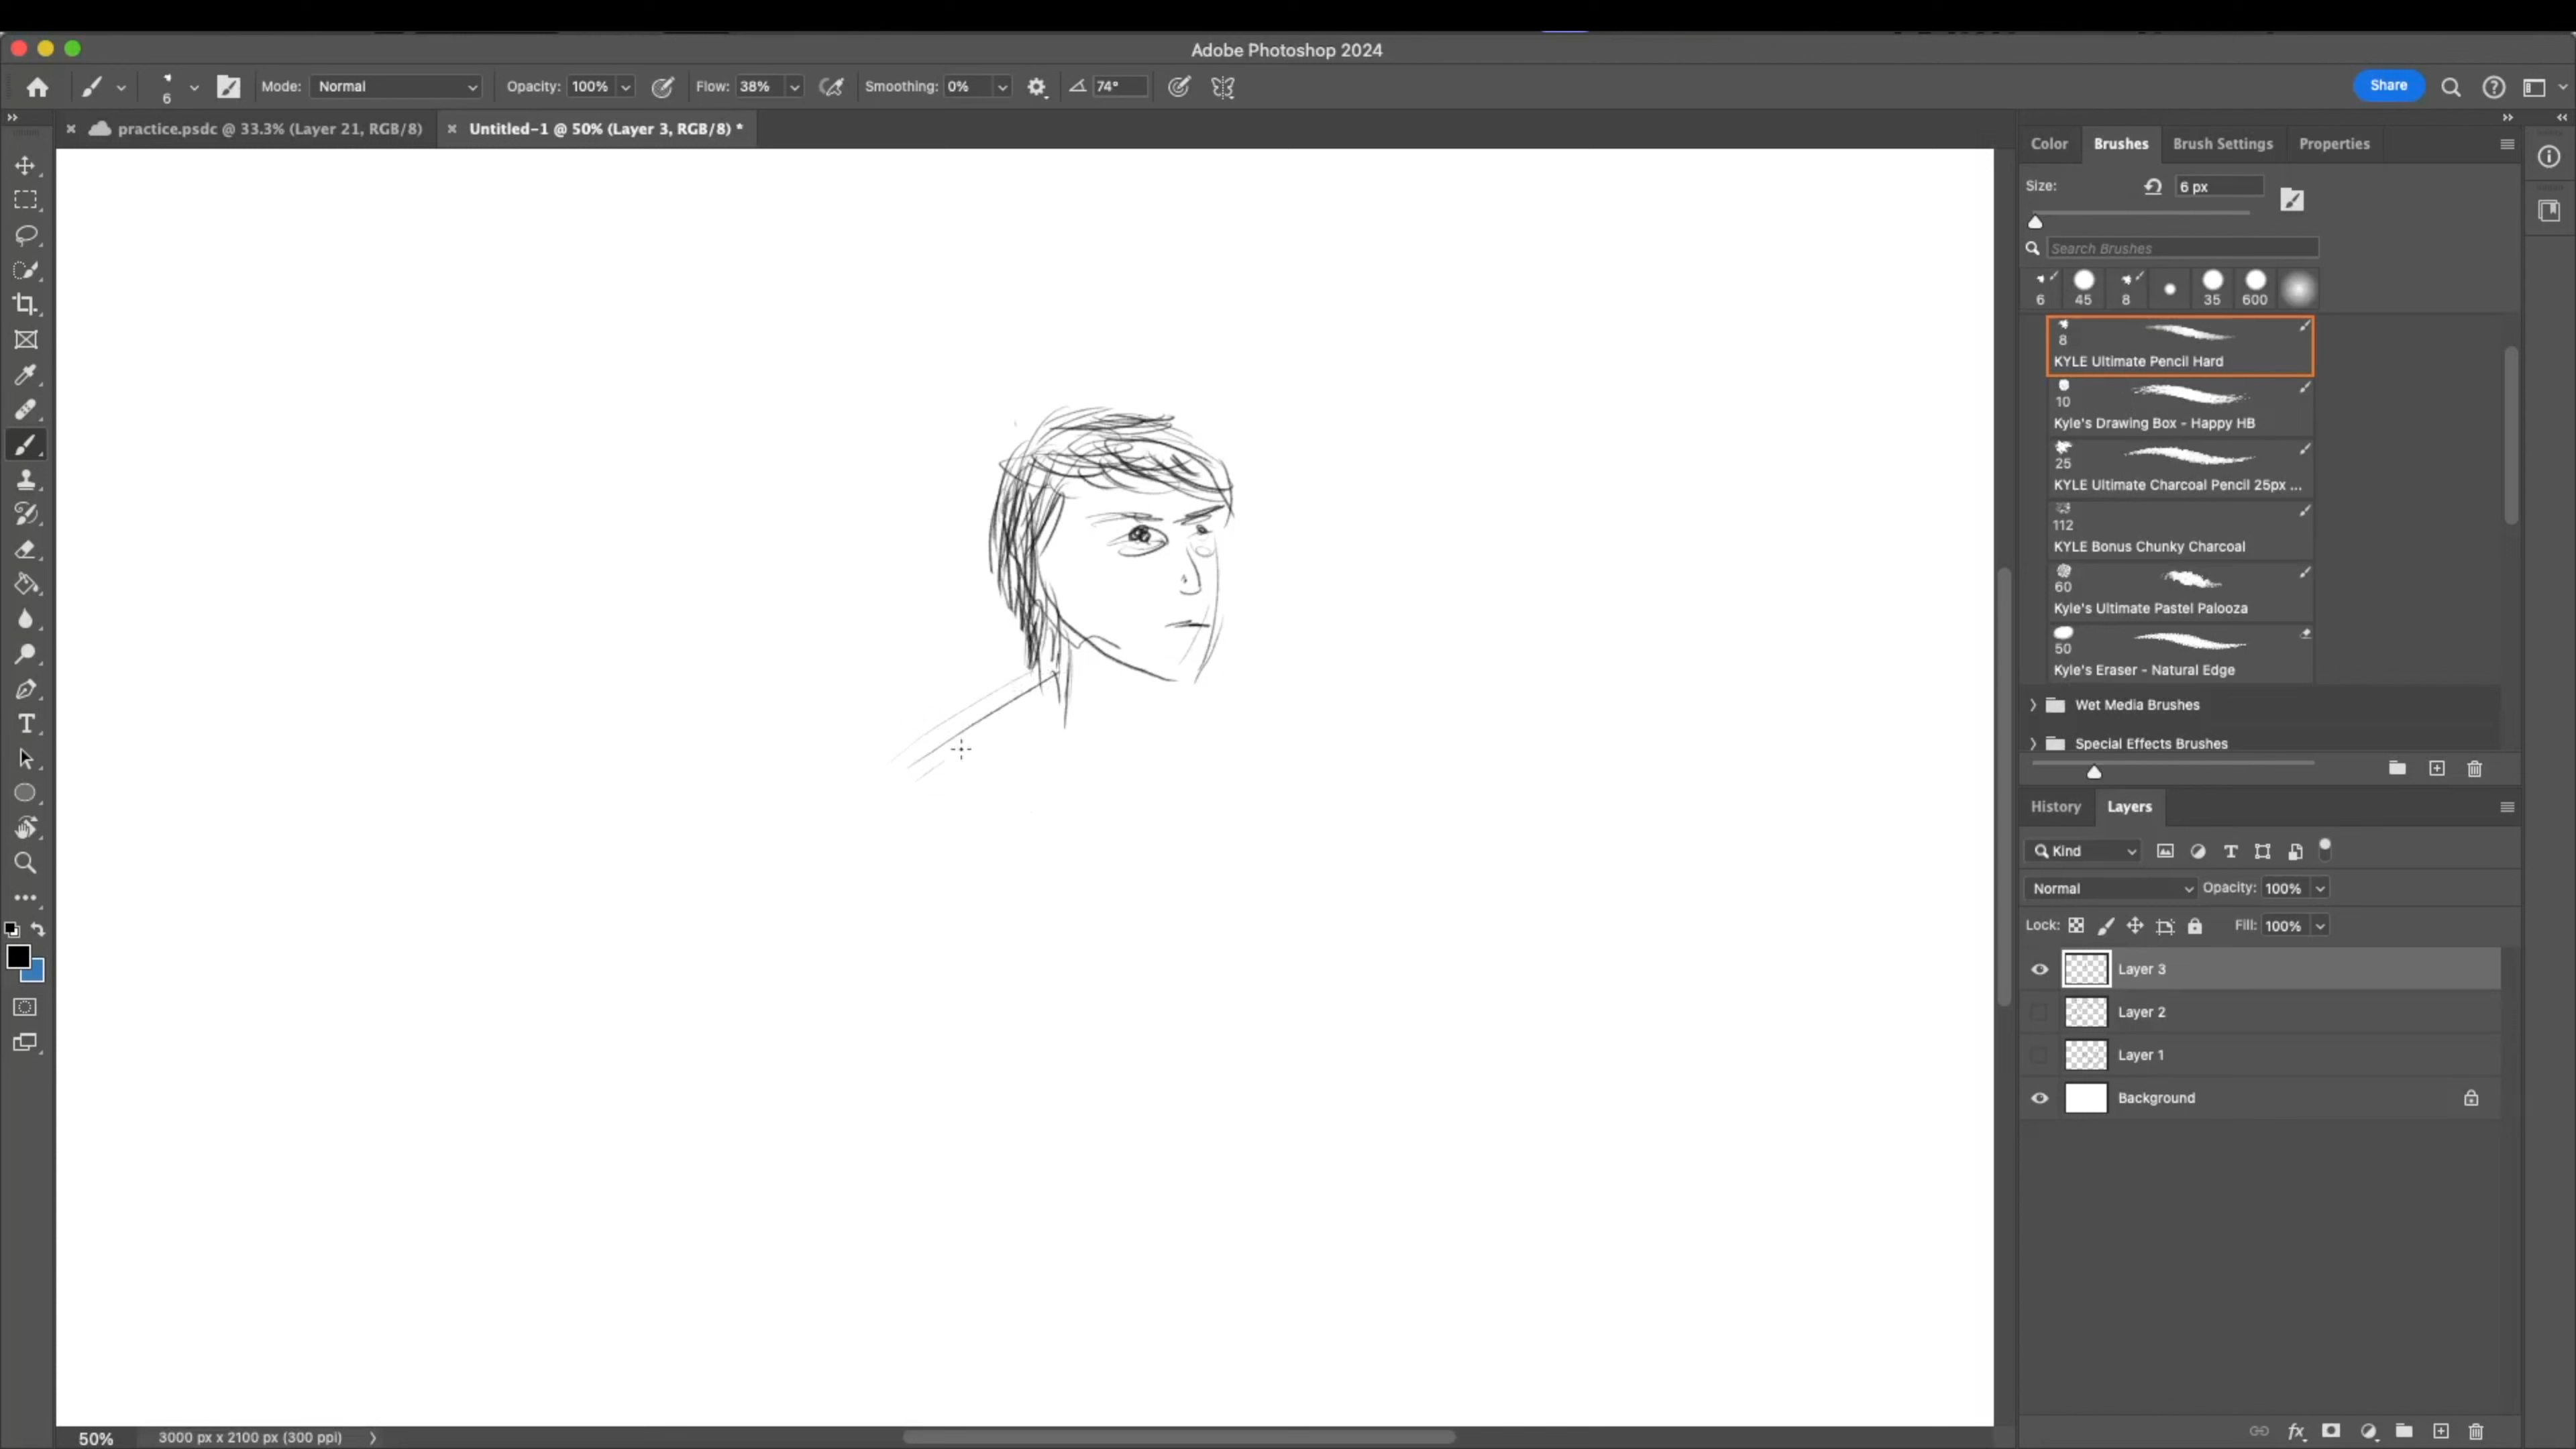 Adobe Photoshop 2024
6 Mode: Normal Opacity: 100% Flow: 38% Smoothing: 0% 74° Share
practice.psdc @ 33.3% (Layer 21, RGB/8) Untitled-1 @ 50% (Layer 3, RGB/8) *
Color Brushes Brush Settings Properties
Size: 6 px
Search Brushes
6 45 8 35 600
8
KYLE Ultimate Pencil Hard
10
Kyle's Drawing Box - Happy HB
25
KYLE Ultimate Charcoal Pencil 25px ...
112
KYLE Bonus Chunky Charcoal
60
Kyle's Ultimate Pastel Palooza
50
Kyle's Eraser - Natural Edge
Wet Media Brushes
Special Effects Brushes
History Layers
Kind
Normal Opacity: 100%
Lock: Fill: 100%
Layer 3
Layer 2
Layer 1
Background
50% 3000 px x 2100 px (300 ppi)